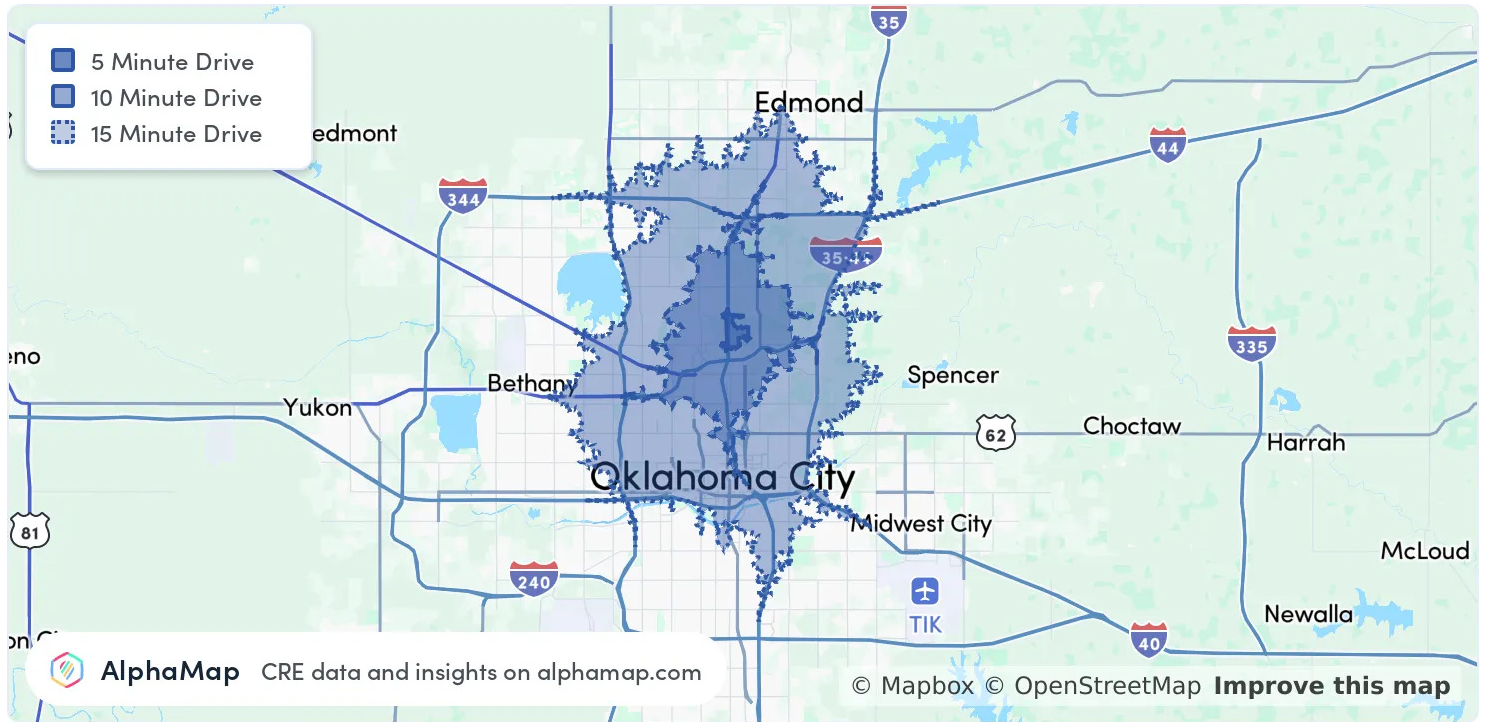 35
5 Minute Drive
10 Minute Drive
15 Minute Drive
Edmond
edmont
44
344
35-44
335
eno
Bethany
Spencer
Yukon
62
Choctaw
Harrah
Oklahoma City
81
Midwest City
McLoud
240
TIK
Newalla
40
AlphaMap CRE data and insights on alphamap.com
© Mapbox © OpenStreetMap Improve this map